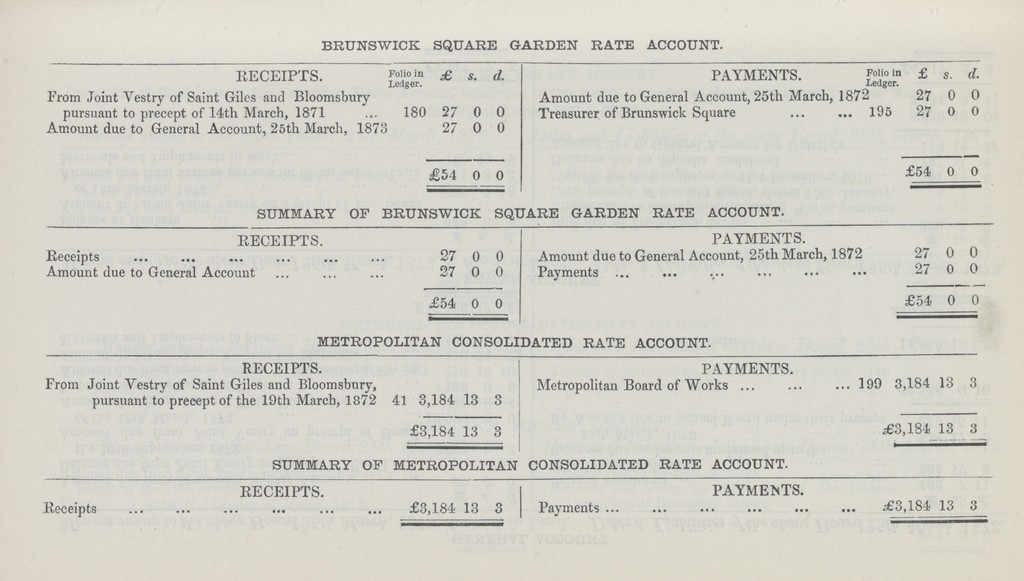 BRUNSWICK SQUARE GARDEN RATE ACCOUNT.
RECEIPTS. Folio in Ledger. £ s. d.
From Joint Vestry of Saint Giles and Bloomsbury
pursuant to precept of 14th March, 1871 ... 180 27 0 0
Amount due to General Account, 25th March, 1873 27 0 0
£54 0 0
PAYMENTS. Folio in Ledger. £ s. d.
Amount due to General Account, 25th March, 1872 27 0 0
Treasurer of Brunswick Square ... ... 195 27 0 0
£54 0 0
SUMMARY OF BRUNSWICK SQUARE GARDEN RATE ACCOUNT.
RECEIPTS.
Receipts ... ... ... ... ... ... 27 0 0
Amount due to General Account ... ... ... 27 0 0
£54 0 0
PAYMENTS.
Amount due to General Account, 25th March, 1872 27 0 0
Payments ... ... ... ... ... ... 27 0 0
£54 0 0
METROPOLITAN CONSOLIDATED RATE ACCOUNT.
RECEIPTS.
From Joint Vestry of Saint Giles and Bloomsbury,
pursuant to precept of the 19th March, 1872 41 3,184 13 3
£3,184 13 3
PAYMENTS.
Metropolitan Board of Works ... ... ... 199 3,184 13 3
£3,184 13 3
SUMMARY OF METROPOLITAN CONSOLIDATED RATE ACCOUNT.
RECEIPTS.
Receipts ... ... ... ... ... ... £3,184 13 3
PAYMENTS.
Payments ... ... ... ... ... ... £3,184 13 3